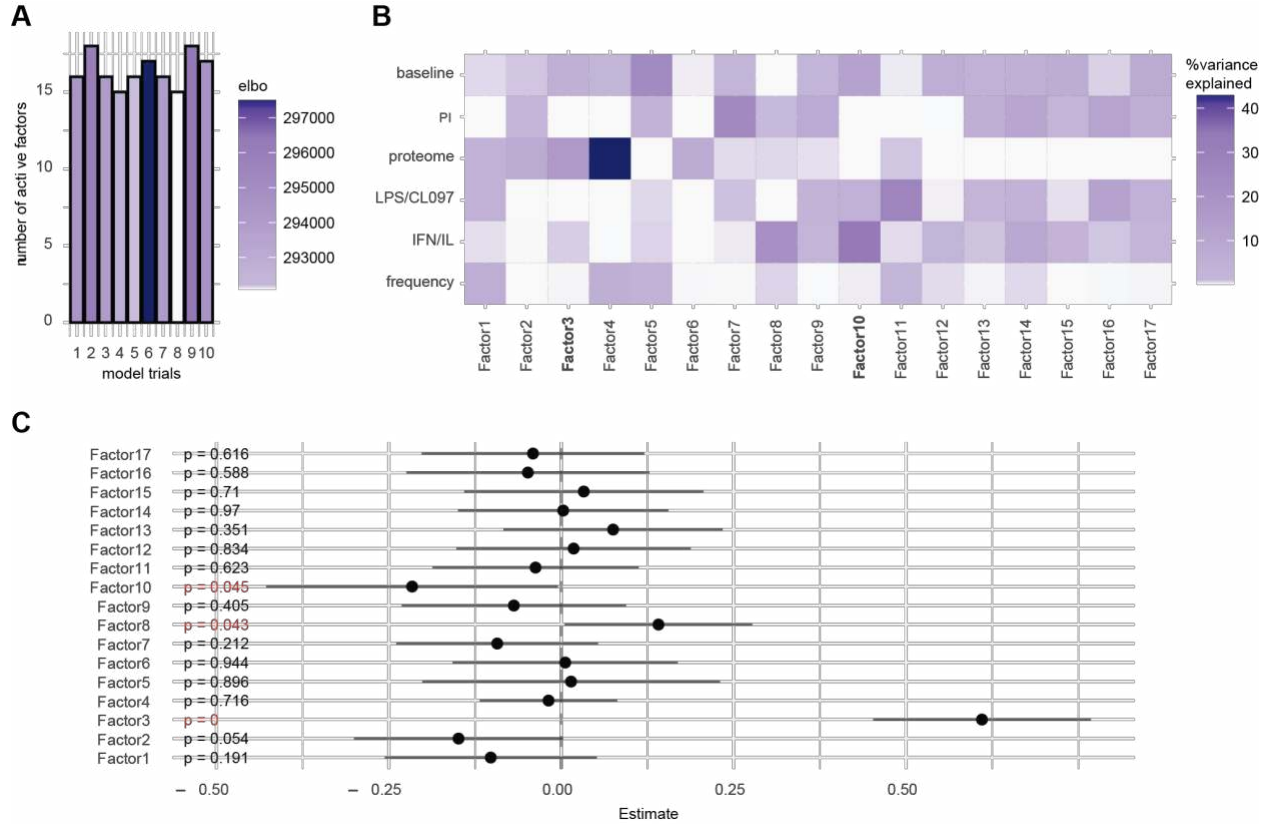 A
number of acti ve factors
15
10
5
0
1 2 3 4 5 6 7 8 9 10
model trials
elbo
297000
296000
295000
294000
293000
B
baseline
PI
proteome
LPS/CL097
IFN/IL
frequency
Factor1 Factor2 Factor3 Factor4 Factor5 Factor6 Factor7 Factor8 Factor9 Factor10 Factor11 Factor12 Factor13 Factor14 Factor15 Factor16 Factor17
%variance
explained
40
30
20
10
C
Factor17 p = 0.616
Factor16 p = 0.588
Factor15 p = 0.71
Factor14 p = 0.97
Factor13 p = 0.351
Factor12 p = 0.834
Factor11 p = 0.623
Factor10 p = 0.045
Factor9 p = 0.405
Factor8 p = 0.043
Factor7 p = 0.212
Factor6 p = 0.944
Factor5 p = 0.896
Factor4 p = 0.716
Factor3 p = 0
Factor2 p = 0.054
Factor1 p = 0.191
– 0.50 – 0.25 0.00 0.25 0.50
Estimate